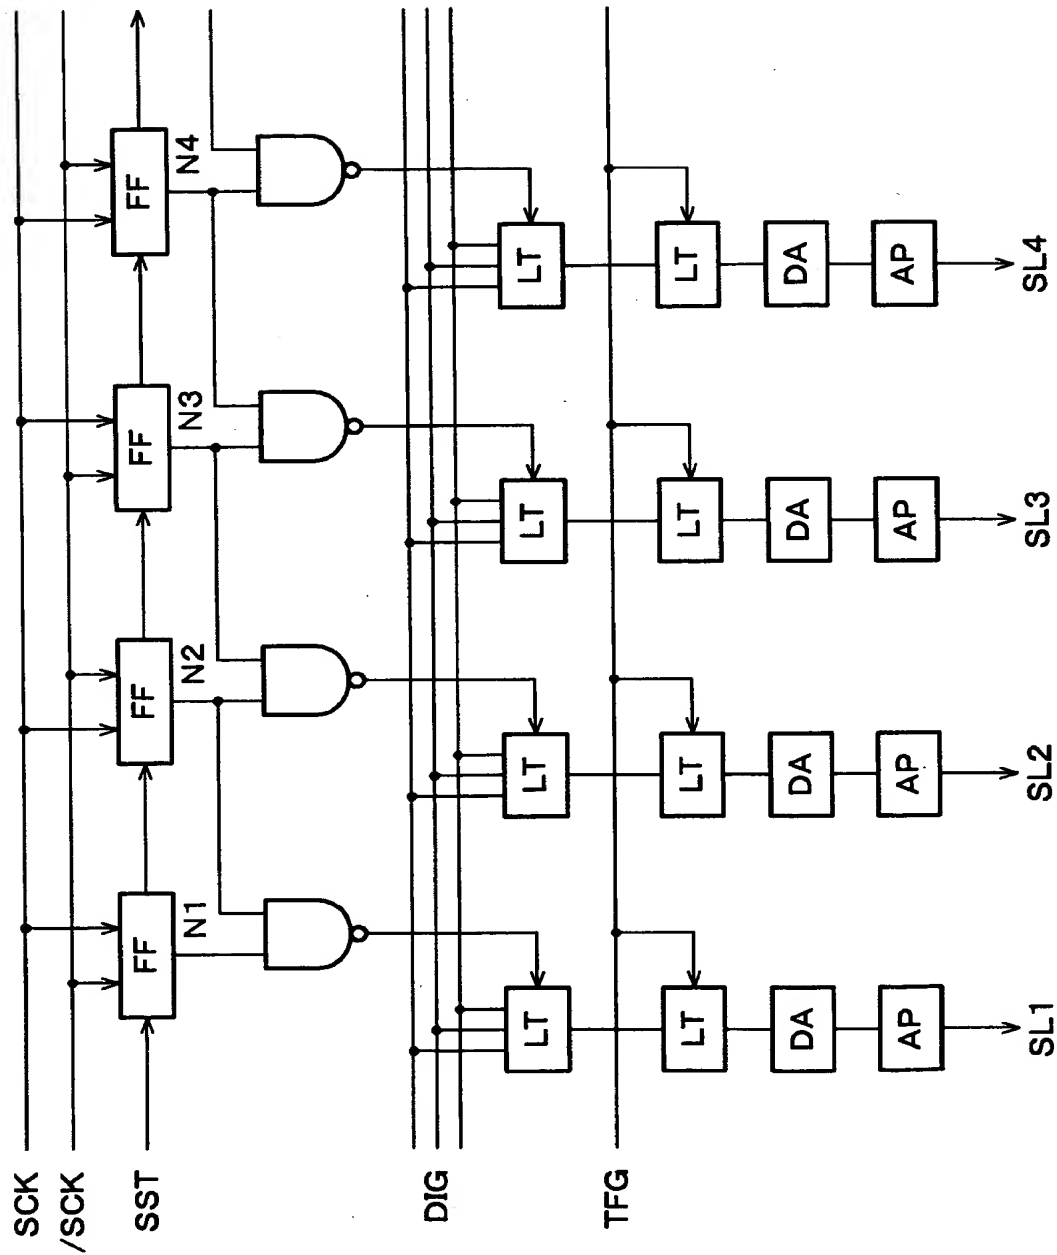 SCK
/SCK
SST
FF FF FF FF
N1 N2 N3 N4
DIG
LT LT LT LT
TFG
LT LT LT LT
DA DA DA DA
AP AP AP AP
SL1 SL2 SL3 SL4